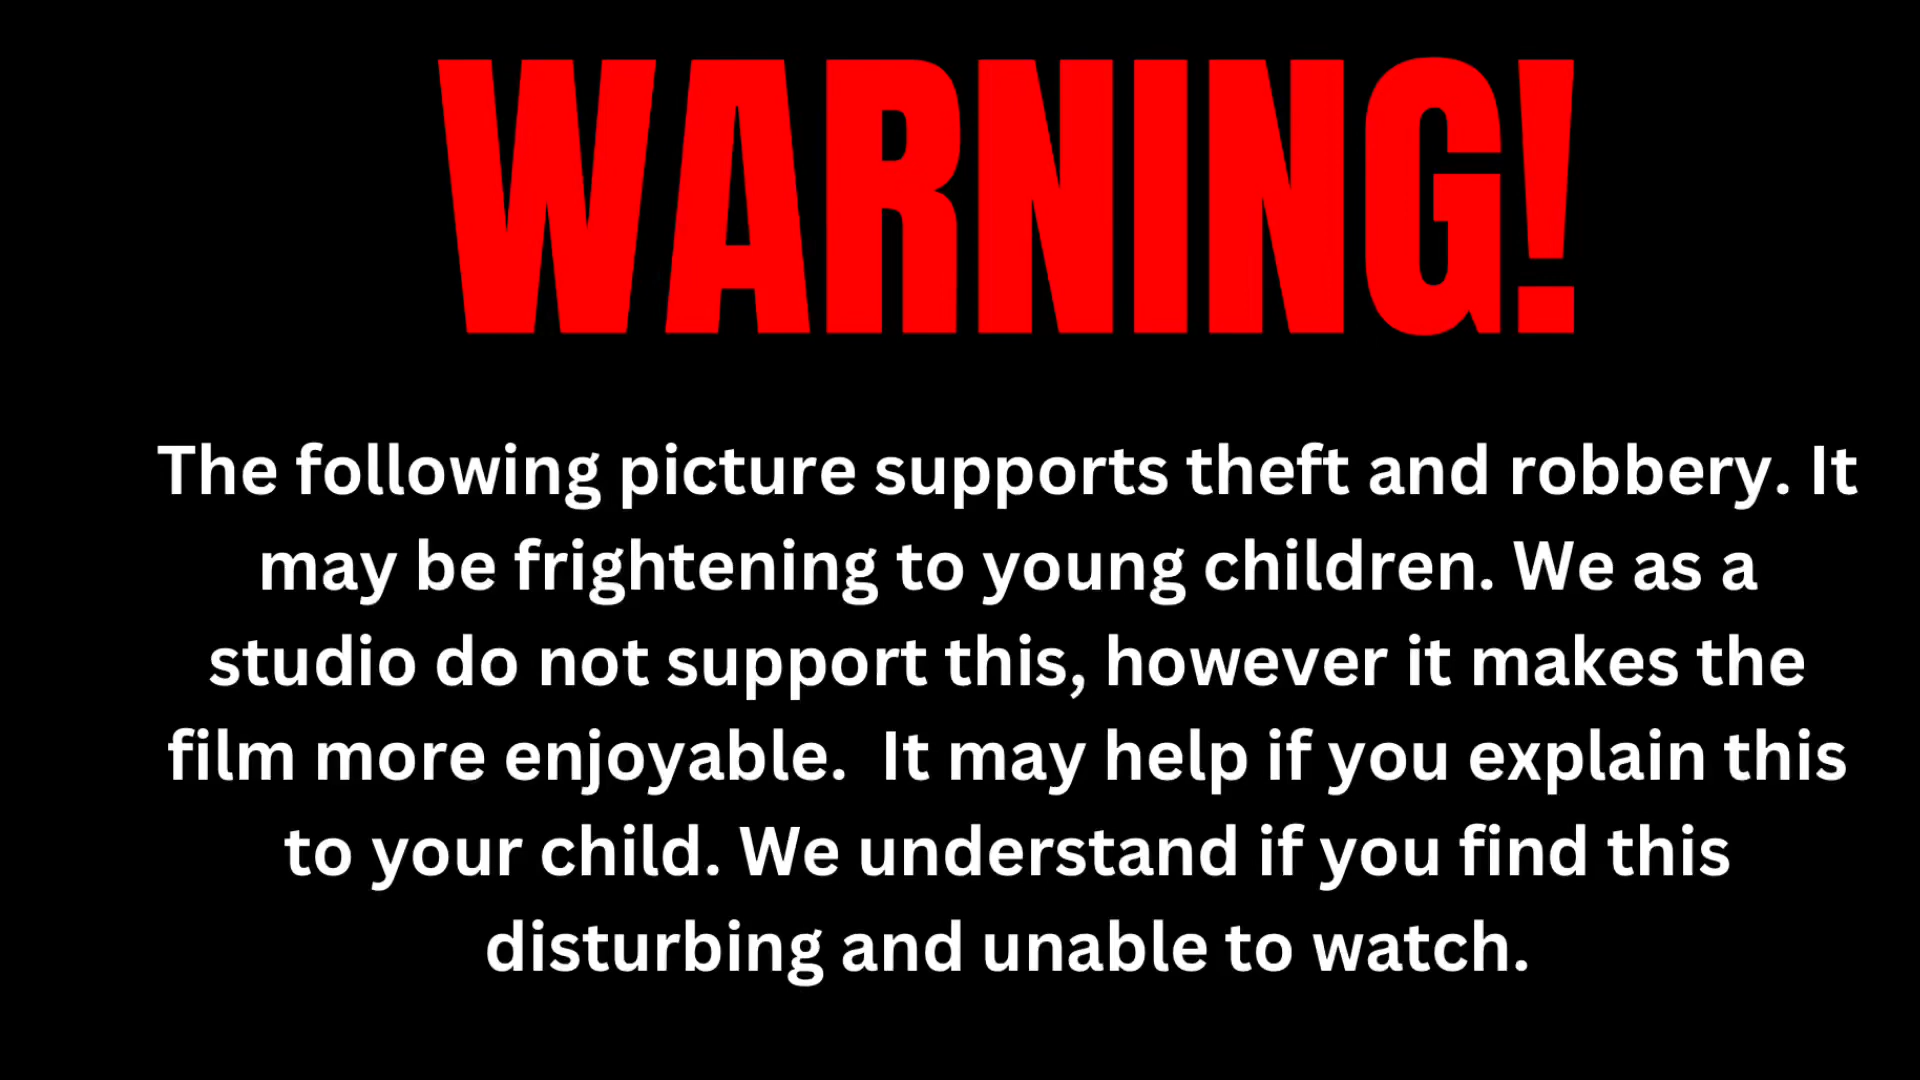 WARNING!
The following picture supports theft and robbery. It
may be frightening to young children. We as a
studio do not support this, however it makes the
film more enjoyable.  It may help if you explain this
to your child. We understand if you find this
disturbing and unable to watch.